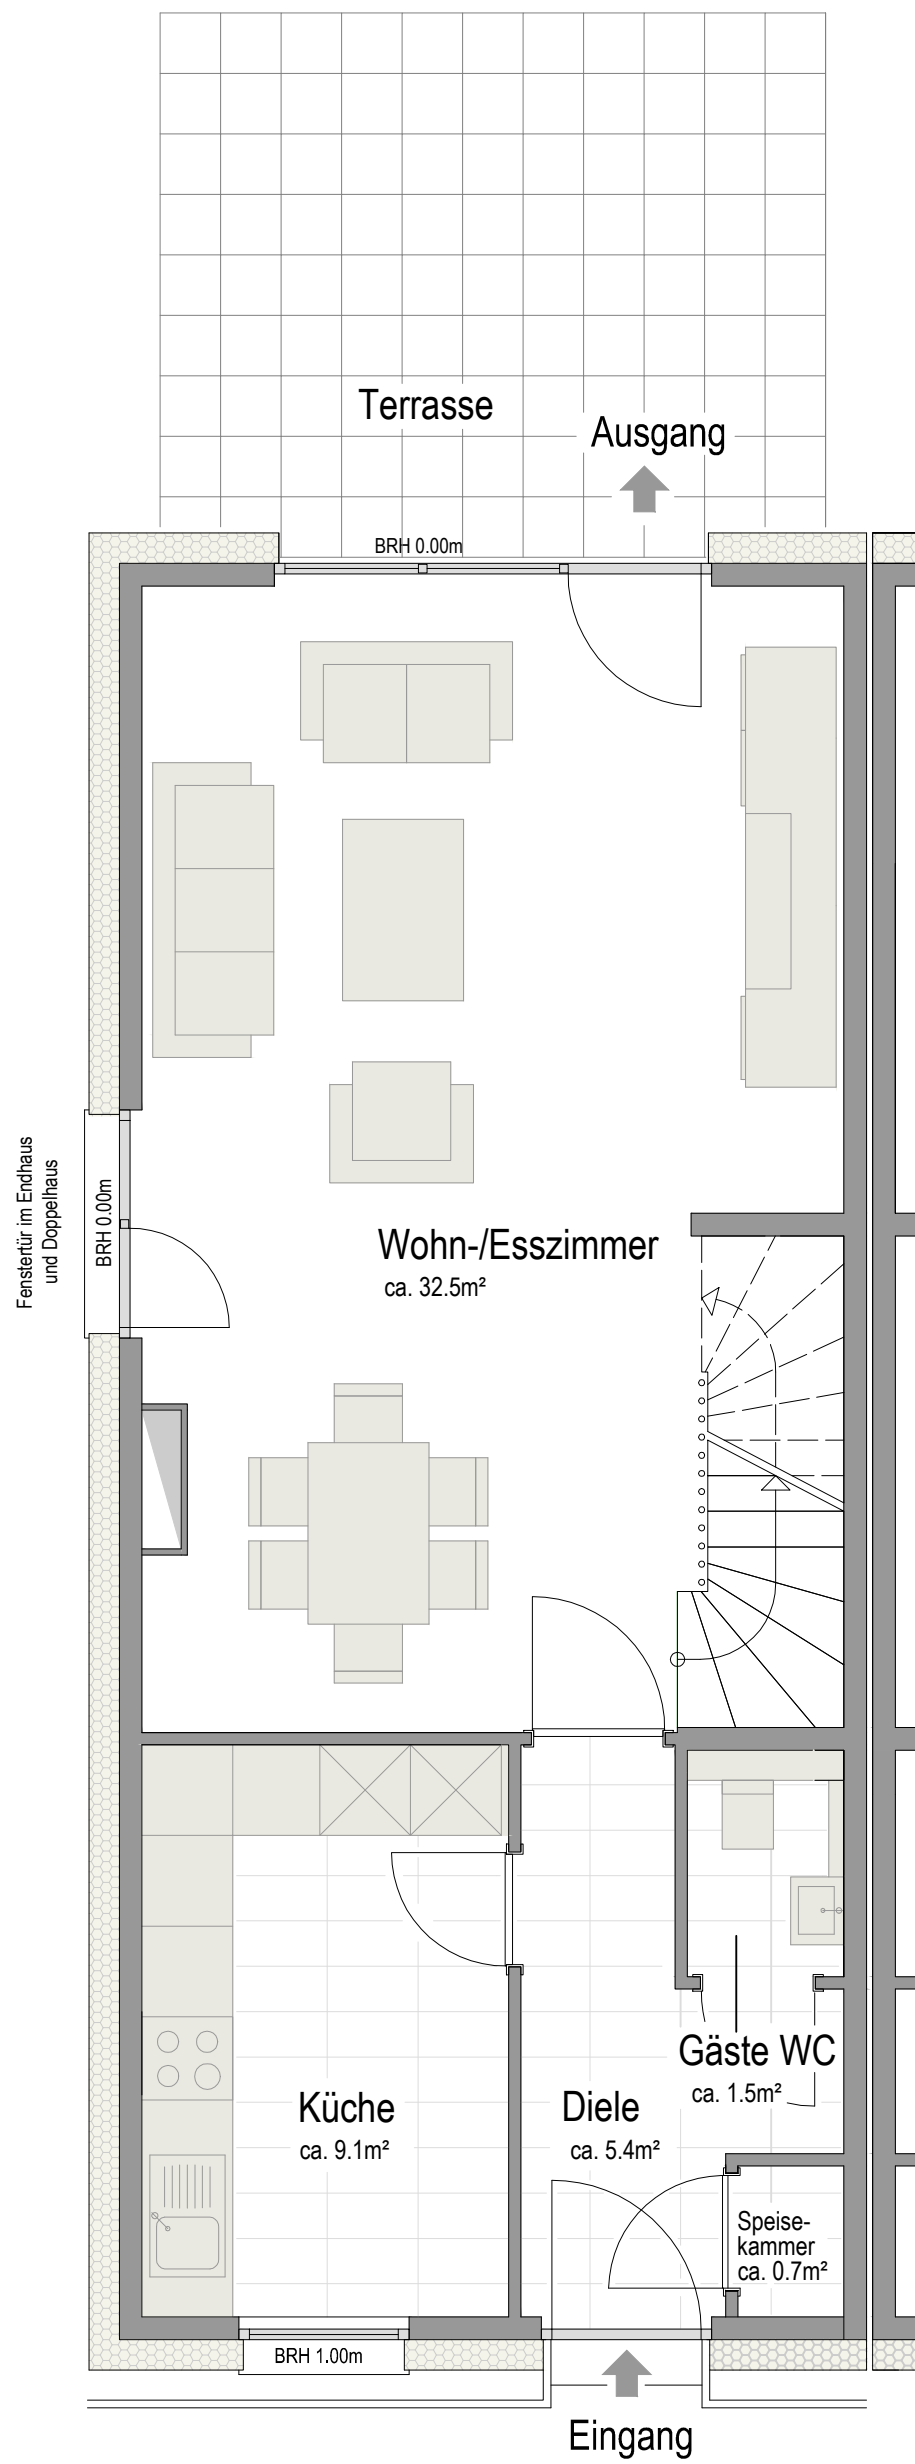 Terrasse
Ausgang
BRH 0.00m
Fenstertür im Endhaus
und Doppelhaus
BRH 0.00m
Wohn-/Esszimmer
ca. 32.5m²
Gäste WC
ca. 1.5m²
Küche
ca. 9.1m²
Diele
ca. 5.4m²
Speise-
kammer
ca. 0.7m²
BRH 1.00m
Eingang